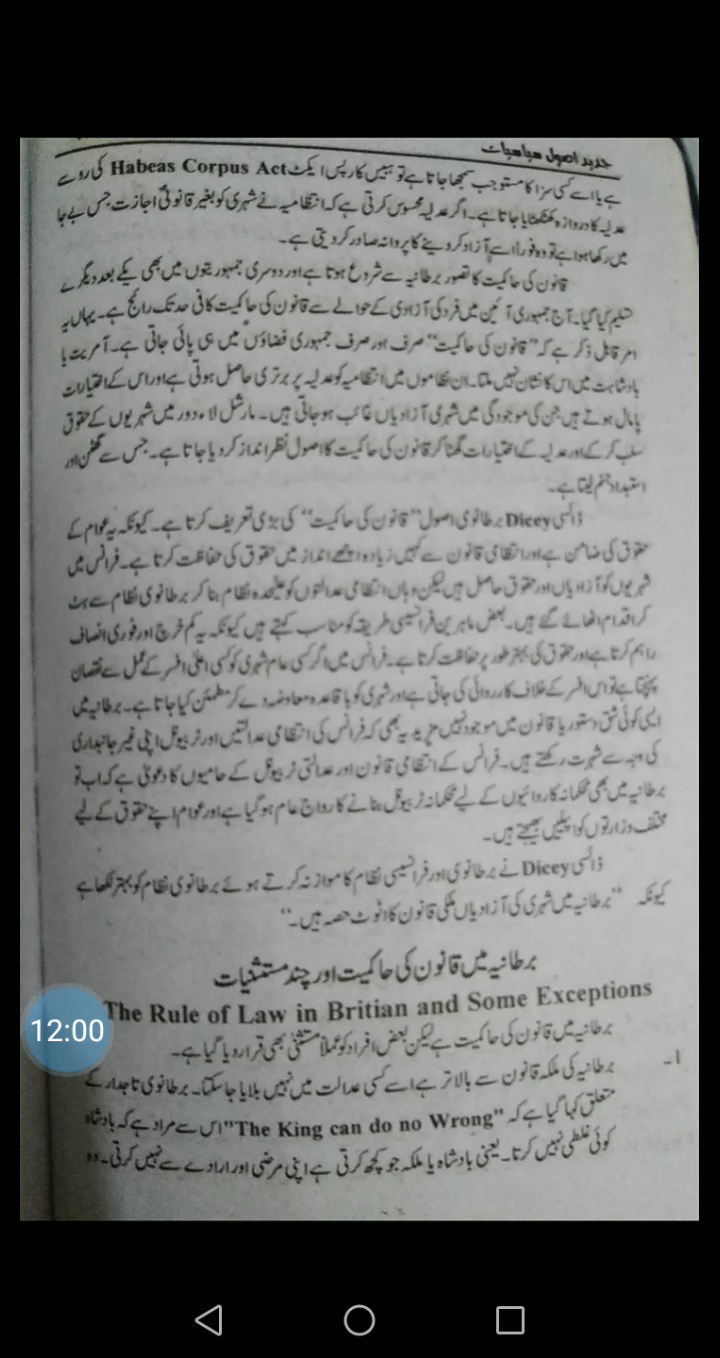 جدید اصول سیاسیات
ہے یا اسے کسی سزا کا مستوجب سمجھا جاتا ہے تو ہیبیس کارپس ایکٹ Habeas Corpus Act کی رو سے
عدلیہ کا دروازہ کھٹکھٹایا جاتا ہے۔ اگر عدلیہ محسوس کرتی ہے کہ انتظامیہ نے شہری کو بغیر قانونی اجازت حبس بے جا
میں رکھا ہوا ہے تو وہ فوراً اسے آزاد کر دینے کا پروانہ صادر کر دیتی ہے۔
قانون کی حاکمیت کا تصور برطانیہ سے شروع ہوتا ہے اور دوسری جمہوریتوں میں بھی یکے بعد دیگرے
تسلیم کیا گیا۔ آج جمہوری آئین میں فرد کی آزادی کے حوالے سے قانون کی حاکمیت کافی حد تک رائج ہے۔ یہاں یہ
امر قابل ذکر ہے کہ "قانون کی حاکمیت" صرف اور صرف جمہوری فضاؤں میں ہی پائی جاتی ہے۔ آمریت یا
بادشاہت میں اس کا نشان نہیں ملتا۔ ان نظاموں میں انتظامیہ کو عدلیہ پر برتری حاصل ہوتی ہے اور اس کے اختیارات
پامال ہوتے ہیں جن کی موجودگی میں شہری آزادیاں غائب ہو جاتی ہیں۔ مارشل لاء دور میں شہریوں کے حقوق
سلب کر کے اور عدلیہ کے اختیارات گھٹا کر قانون کی حاکمیت کا اصول نظر انداز کر دیا جاتا ہے۔ جس سے گھٹن اور
استبداد جنم لیتا ہے۔
ڈائسی Dicey برطانوی اصول "قانون کی حاکمیت" کی بڑی تعریف کرتا ہے۔ کیونکہ یہ عوام کے
حقوق کی ضامن ہے اور انتظامی قانون سے کہیں زیادہ اچھے انداز میں حقوق کی حفاظت کرتا ہے۔ فرانس میں
شہریوں کو آزادیاں اور حقوق حاصل ہیں لیکن وہاں انتظامی عدالتوں کو علیحدہ نظام بنا کر برطانوی نظام سے ہٹ
کر اقدام اٹھائے گئے ہیں۔ بعض ماہرین فرانسیسی طریقہ کو مناسب کہتے ہیں کیونکہ یہ کم خرچ اور فوری انصاف
راہم کرتا ہے اور حقوق کی بہتر طور پر حفاظت کرتا ہے۔ فرانس میں اگر کسی عام شہری کو کسی اعلیٰ افسر کے عمل سے نقصان
پہنچتا ہے تو اس افسر کے خلاف کارروائی کی جاتی ہے اور شہری کو باقاعدہ معاوضہ دے کر مطمئن کیا جاتا ہے۔ برطانیہ میں
ایسی کوئی شق دستور یا قانون میں موجود نہیں مزید یہ بھی کہ فرانس کی انتظامی عدالتیں اور ٹربیونل اپنی غیر جانبداری
کی وجہ سے شہرت رکھتے ہیں۔ فرانس کے انتظامی قانون اور عدالتی ٹربیونل کے حامیوں کا دعویٰ ہے کہ اب تو
برطانیہ میں بھی محکمانہ کاروائیوں کے لیے محکمانہ ٹربیونل بنانے کا رواج عام ہو گیا ہے اور عوام اپنے حقوق کے لیے
مختلف وزارتوں کو اپیلیں بھیجتے ہیں۔
ڈائسی Dicey نے برطانوی اور فرانسیسی نظام کا موازنہ کرتے ہوئے برطانوی نظام کو بہتر لکھا ہے
کیونکہ "برطانیہ میں شہری کی آزادیاں ملکی قانون کا اٹوٹ حصہ ہیں۔"
برطانیہ میں قانون کی حاکمیت اور چند مستثنیات
The Rule of Law in Britian and Some Exceptions
12:00
برطانیہ میں قانون کی حاکمیت ہے لیکن بعض افراد کو عملاً مستثنیٰ بھی قرار دیا گیا ہے۔
1۔ برطانیہ کی ملکہ قانون سے بالاتر ہے اسے کسی عدالت میں نہیں بلایا جا سکتا۔ برطانوی تاجدار کے
متعلق کہا گیا ہے کہ "The King can do no Wrong" اس سے مراد ہے کہ بادشاہ
کوئی غلطی نہیں کرتا۔ یعنی بادشاہ یا ملکہ جو کچھ کرتی ہے اپنی مرضی اور ارادے سے نہیں کرتی۔ وہ